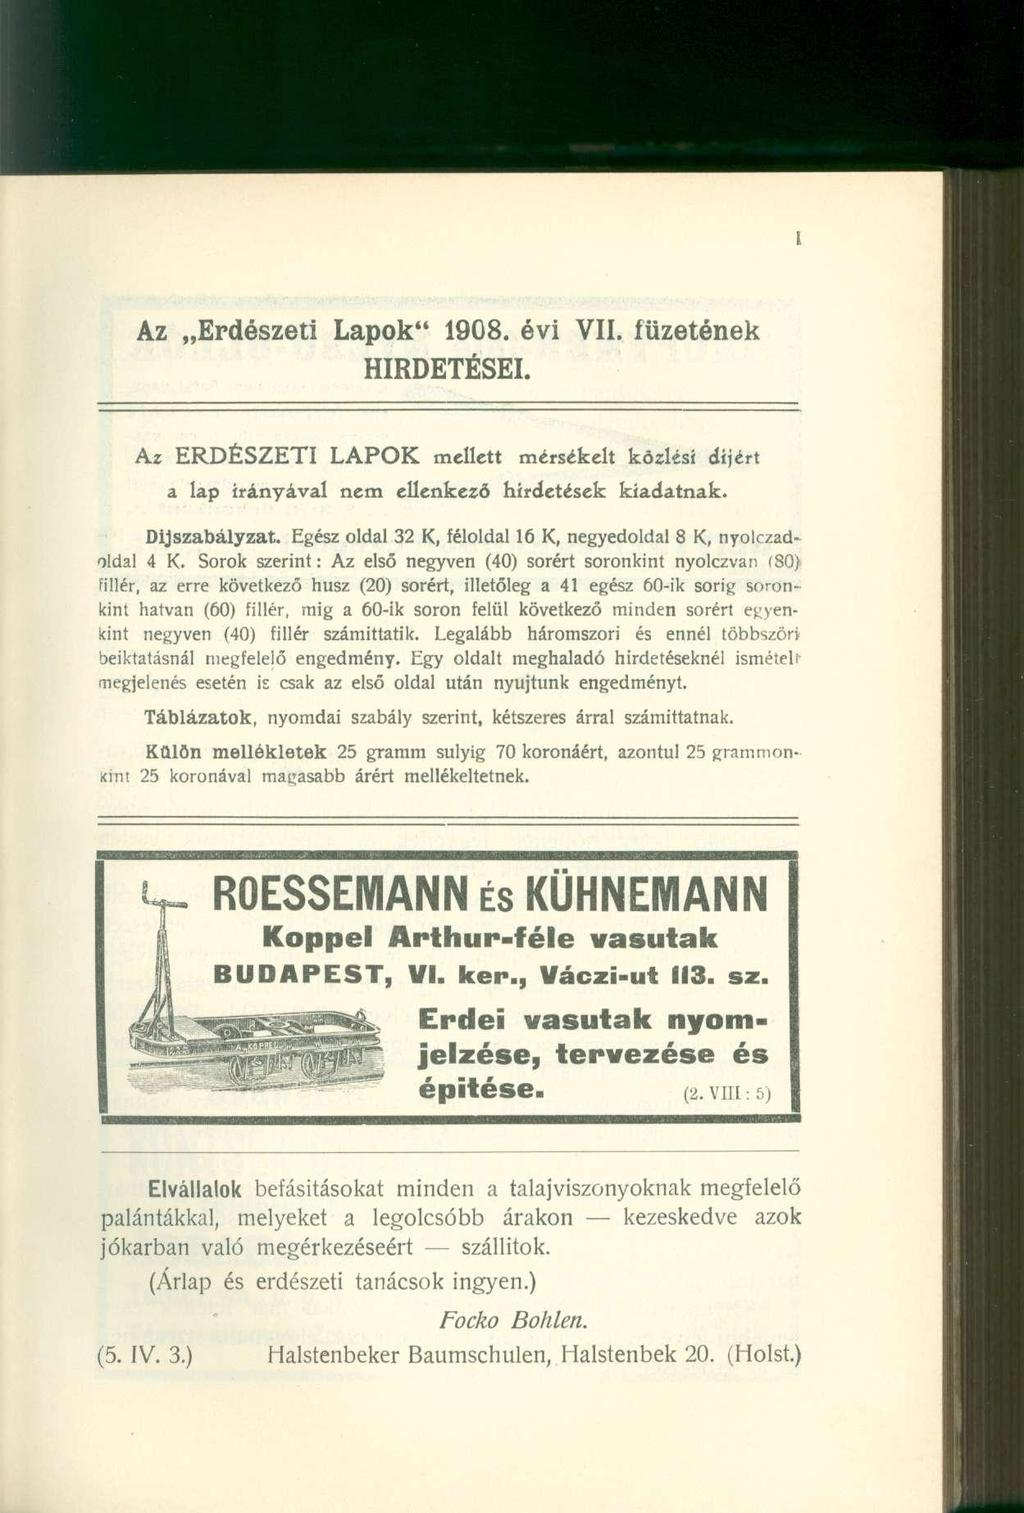 I
Az „Erdészeti Lapok“ 1908. évi VII. füzetének
HIRDETÉSEI.
Az ERDÉSZETI LAPOK mellett mérsékelt közlési díjért
a lap irányával nem ellenkező hirdetések kiadatnak.
Dijszabályzat. Egész oldal 32 K, féloldal 16 K, negyedoldal 8 K, nyolczad-
oldal 4 K. Sorok szerint: Az első negyven (40) sorért soronkint nyolczvan (80)
fillér, az erre következő husz (20) sorért, illetőleg a 41 egész 60-ik sorig soron-
kint hatvan (60) fillér, mig a 60-ik soron felül következő minden sorért egyen-
kint negyven (40) fillér számittatik. Legalább háromszori és ennél többszöri
beiktatásnál megfelelő engedmény. Egy oldalt meghaladó hirdetéseknél ismételt
megjelenés esetén is csak az első oldal után nyujtunk engedményt.
Táblázatok, nyomdai szabály szerint, kétszeres árral számittatnak.
Külön mellékletek 25 gramm sulyig 70 koronáért, azontul 25 grammon-
kint 25 koronával magasabb árért mellékeltetnek.
ROESSEMANN ÉS KÜHNEMANN
Koppel Arthur-féle vasutak
BUDAPEST, VI. ker., Váczi-ut 113. sz.
Erdei vasutak nyom-
jelzése, tervezése és
A. KOPPEL
épitése. (2. VIII : 5)
Elvállalok befásitásokat minden a talajviszonyoknak megfelelő
palántákkal, melyeket a legolcsóbb árakon — kezeskedve azok
jókarban való megérkezéseért — szállitok.
(Árlap és erdészeti tanácsok ingyen.)
Focko Bohlen.
(5. IV. 3.) Halstenbeker Baumschulen, Halstenbek 20. (Holst.)